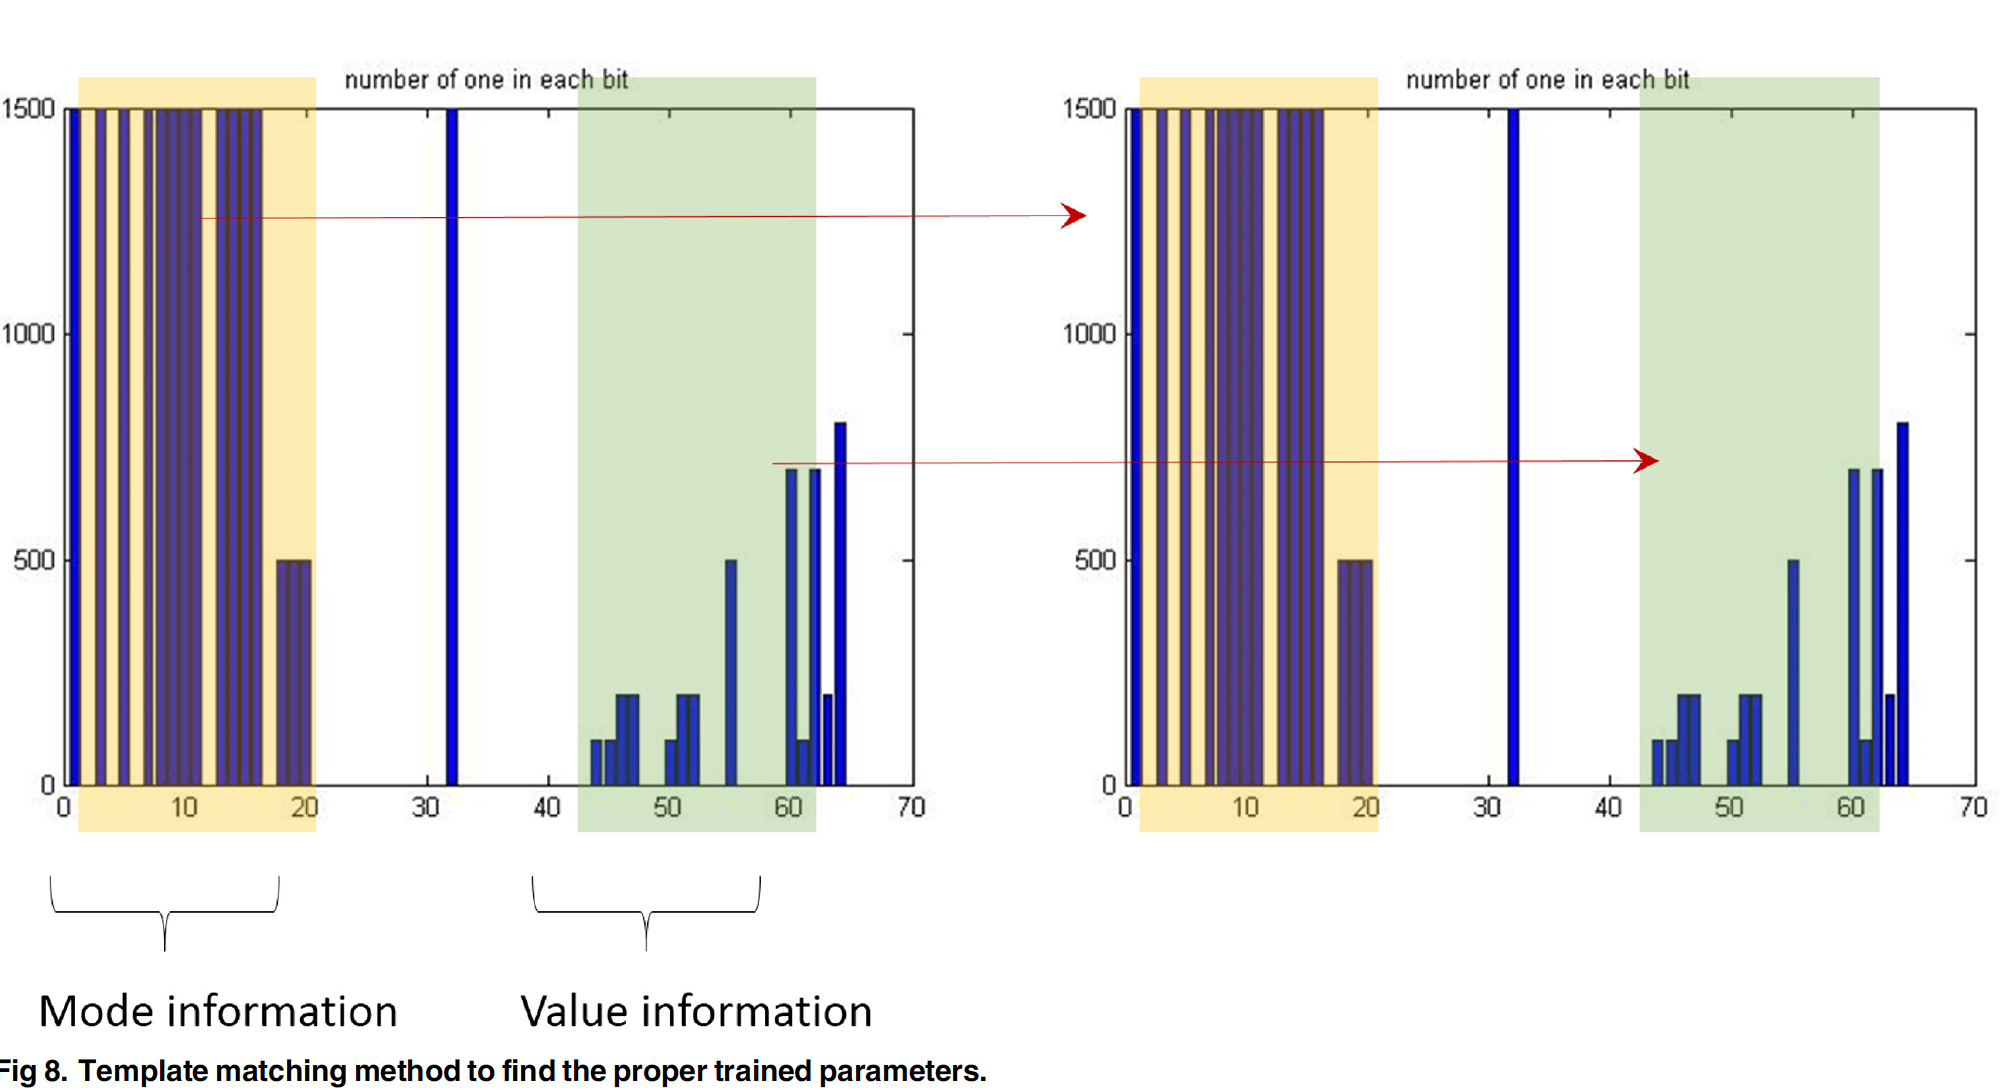 number of one in each bit
number of one in each bit
1500
1000
500
0
0 10 20 30 40 50 60 70
1500
1000
500
0
0 10 20 30 40 50 60 70
Mode information
Value information
Fig 8. Template matching method to find the proper trained parameters.